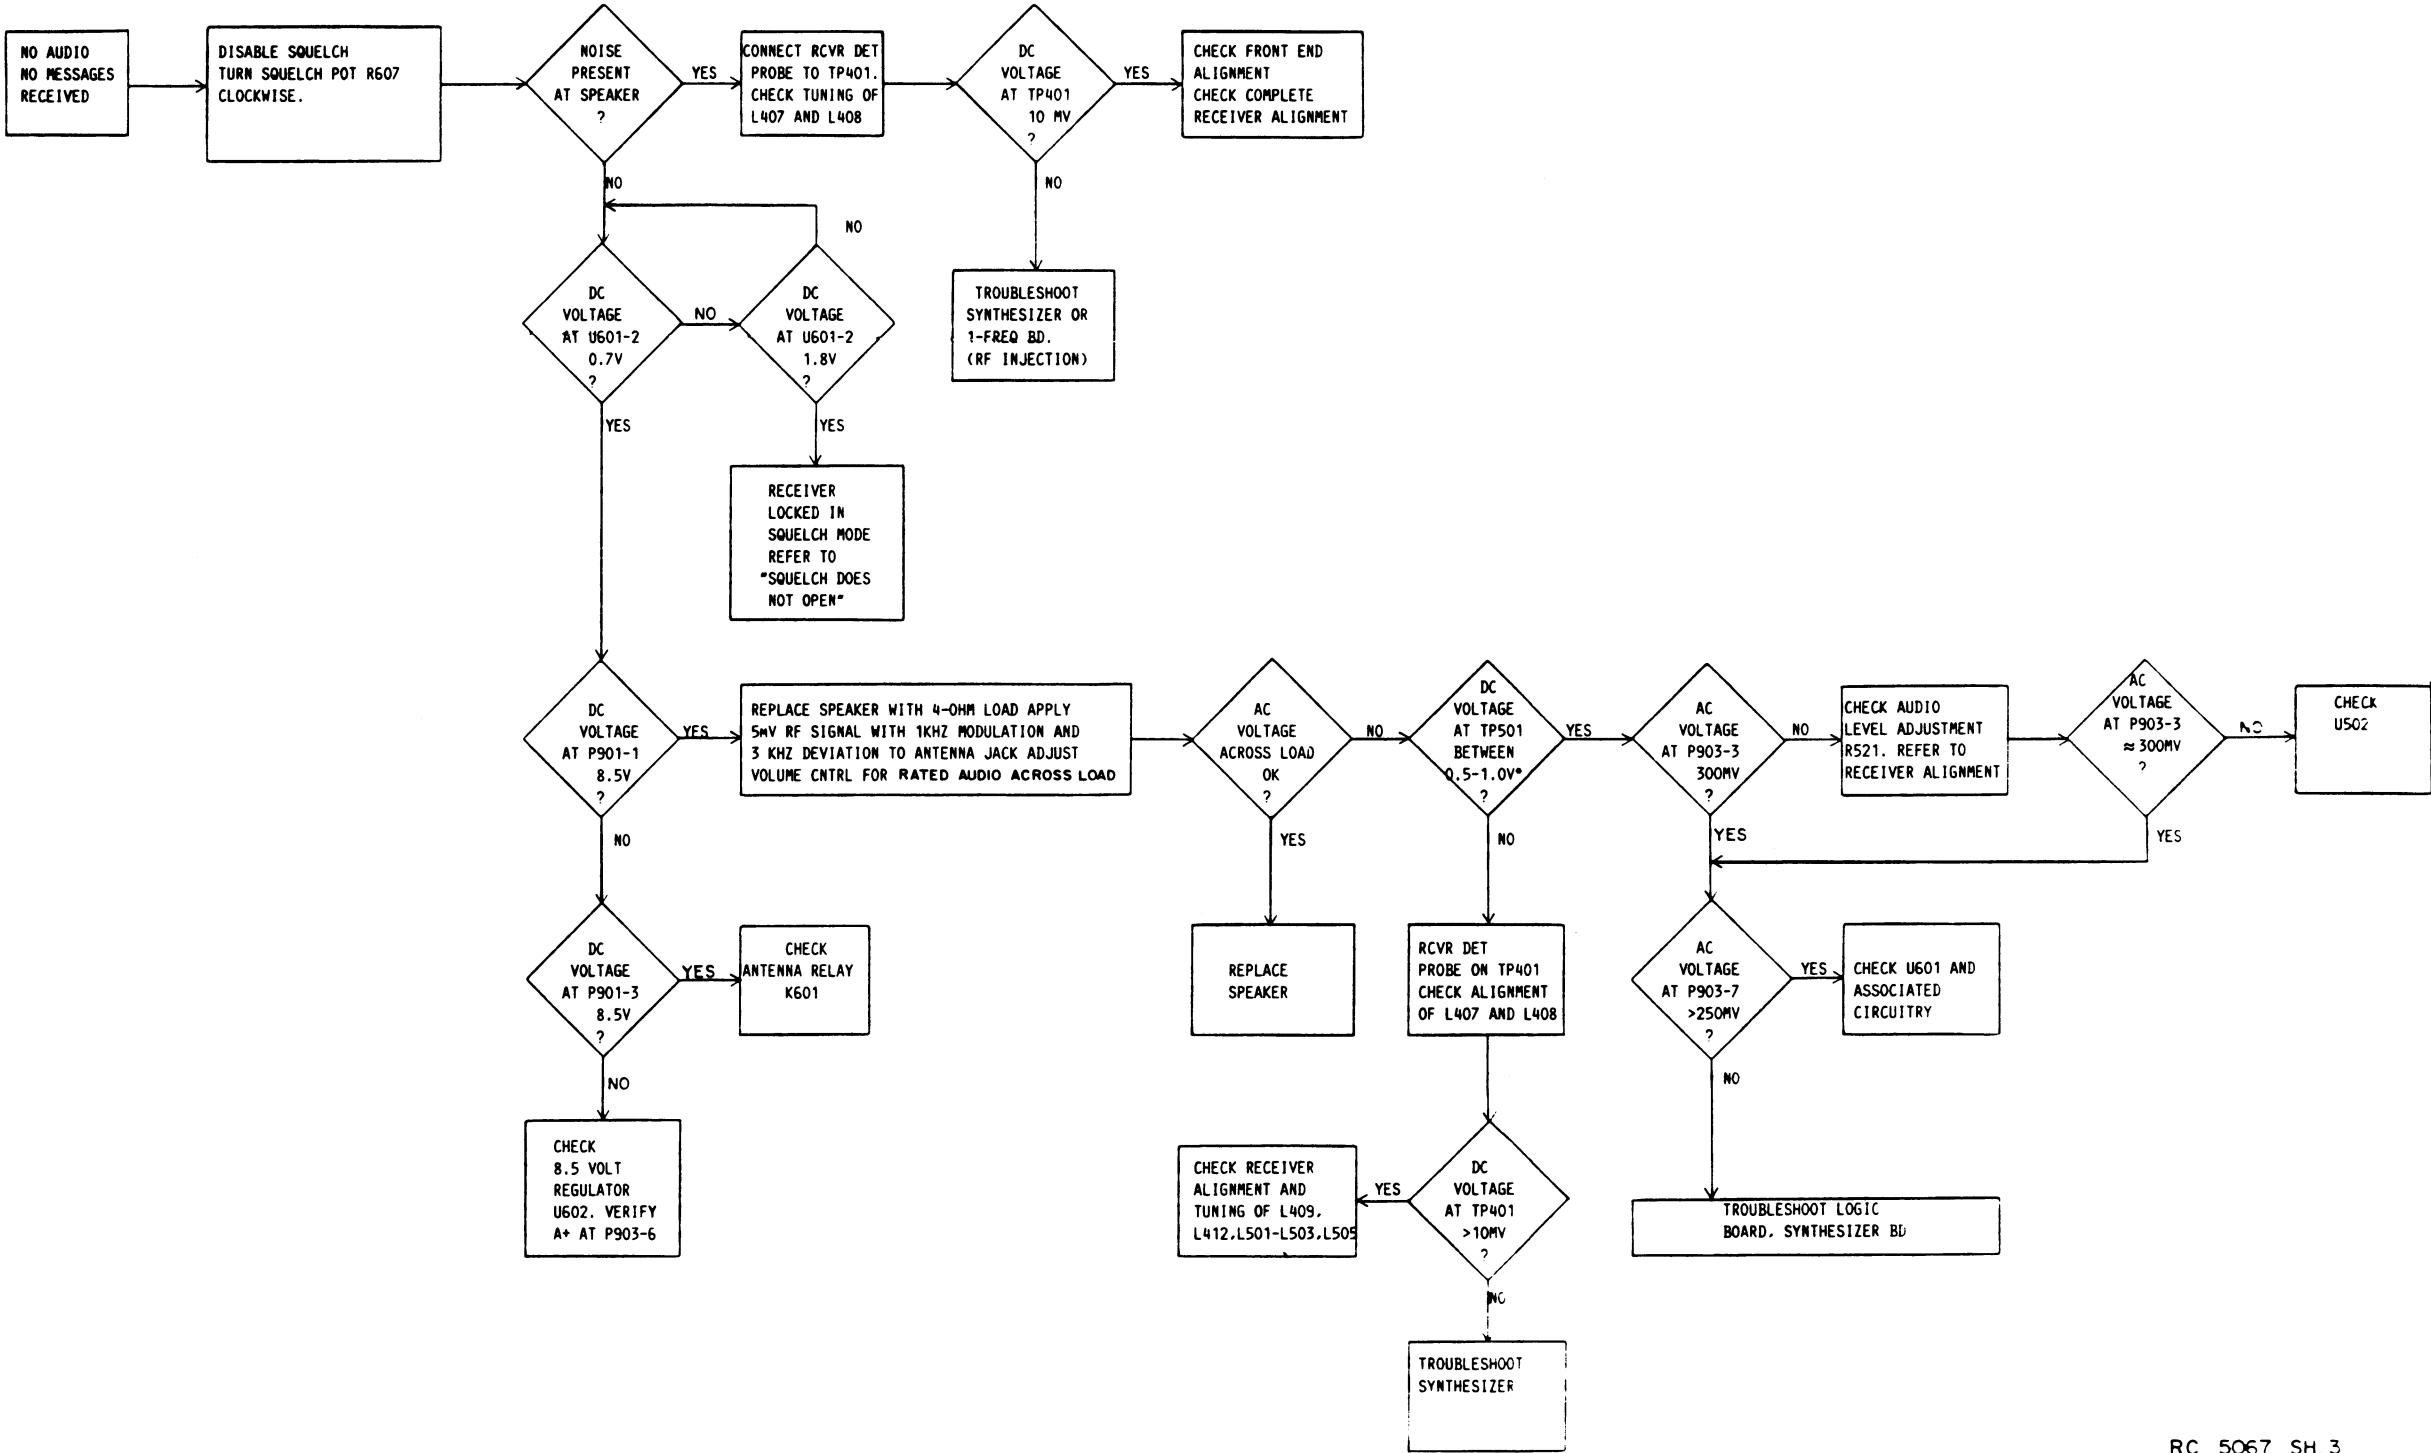 NO AUDIO
NO MESSAGES
RECEIVED
DISABLE SQUELCH
TURN SQUELCH POT R607
CLOCKWISE.
NOISE
PRESENT
AT SPEAKER
?
YES
CONNECT RCVR DET
PROBE TO TP401.
CHECK TUNING OF
L407 AND L408
DC
VOLTAGE
AT TP401
10 MV
?
YES
CHECK FRONT END
ALIGNMENT
CHECK COMPLETE
RECEIVER ALIGNMENT
NO
NO
NO
DC
VOLTAGE
AT U601-2
0.7V
?
NO
DC
VOLTAGE
AT U601-2
1.8V
?
TROUBLESHOOT
SYNTHESIZER OR
1-FREQ BD.
(RF INJECTION)
YES
YES
RECEIVER
LOCKED IN
SQUELCH MODE
REFER TO
"SQUELCH DOES
NOT OPEN"
DC
VOLTAGE
AT P901-1
8.5V
?
YES
REPLACE SPEAKER WITH 4-OHM LOAD APPLY
5mV RF SIGNAL WITH 1KHZ MODULATION AND
3 KHZ DEVIATION TO ANTENNA JACK ADJUST
VOLUME CNTRL FOR RATED AUDIO ACROSS LOAD
AC
VOLTAGE
ACROSS LOAD
OK
?
NO
DC
VOLTAGE
AT TP501
BETWEEN
0.5-1.0V*
?
YES
AC
VOLTAGE
AT P903-3
300MV
?
NO
CHECK AUDIO
LEVEL ADJUSTMENT
R521. REFER TO
RECEIVER ALIGNMENT
AC
VOLTAGE
AT P903-3
≈300MV
?
NO
CHECK
U502
NO
YES
NO
YES
YES
DC
VOLTAGE
AT P901-3
8.5V
?
YES
CHECK
ANTENNA RELAY
K601
REPLACE
SPEAKER
RCVR DET
PROBE ON TP401
CHECK ALIGNMENT
OF L407 AND L408
AC
VOLTAGE
AT P903-7
>250MV
?
YES
CHECK U601 AND
ASSOCIATED
CIRCUITRY
NO
NO
CHECK
8.5 VOLT
REGULATOR
U602. VERIFY
A+ AT P903-6
CHECK RECEIVER
ALIGNMENT AND
TUNING OF L409,
L412,L501-L503,L505
YES
DC
VOLTAGE
AT TP401
>10MV
?
TROUBLESHOOT LOGIC
BOARD. SYNTHESIZER BD
NO
TROUBLESHOOT
SYNTHESIZER
RC 5067 SH 3